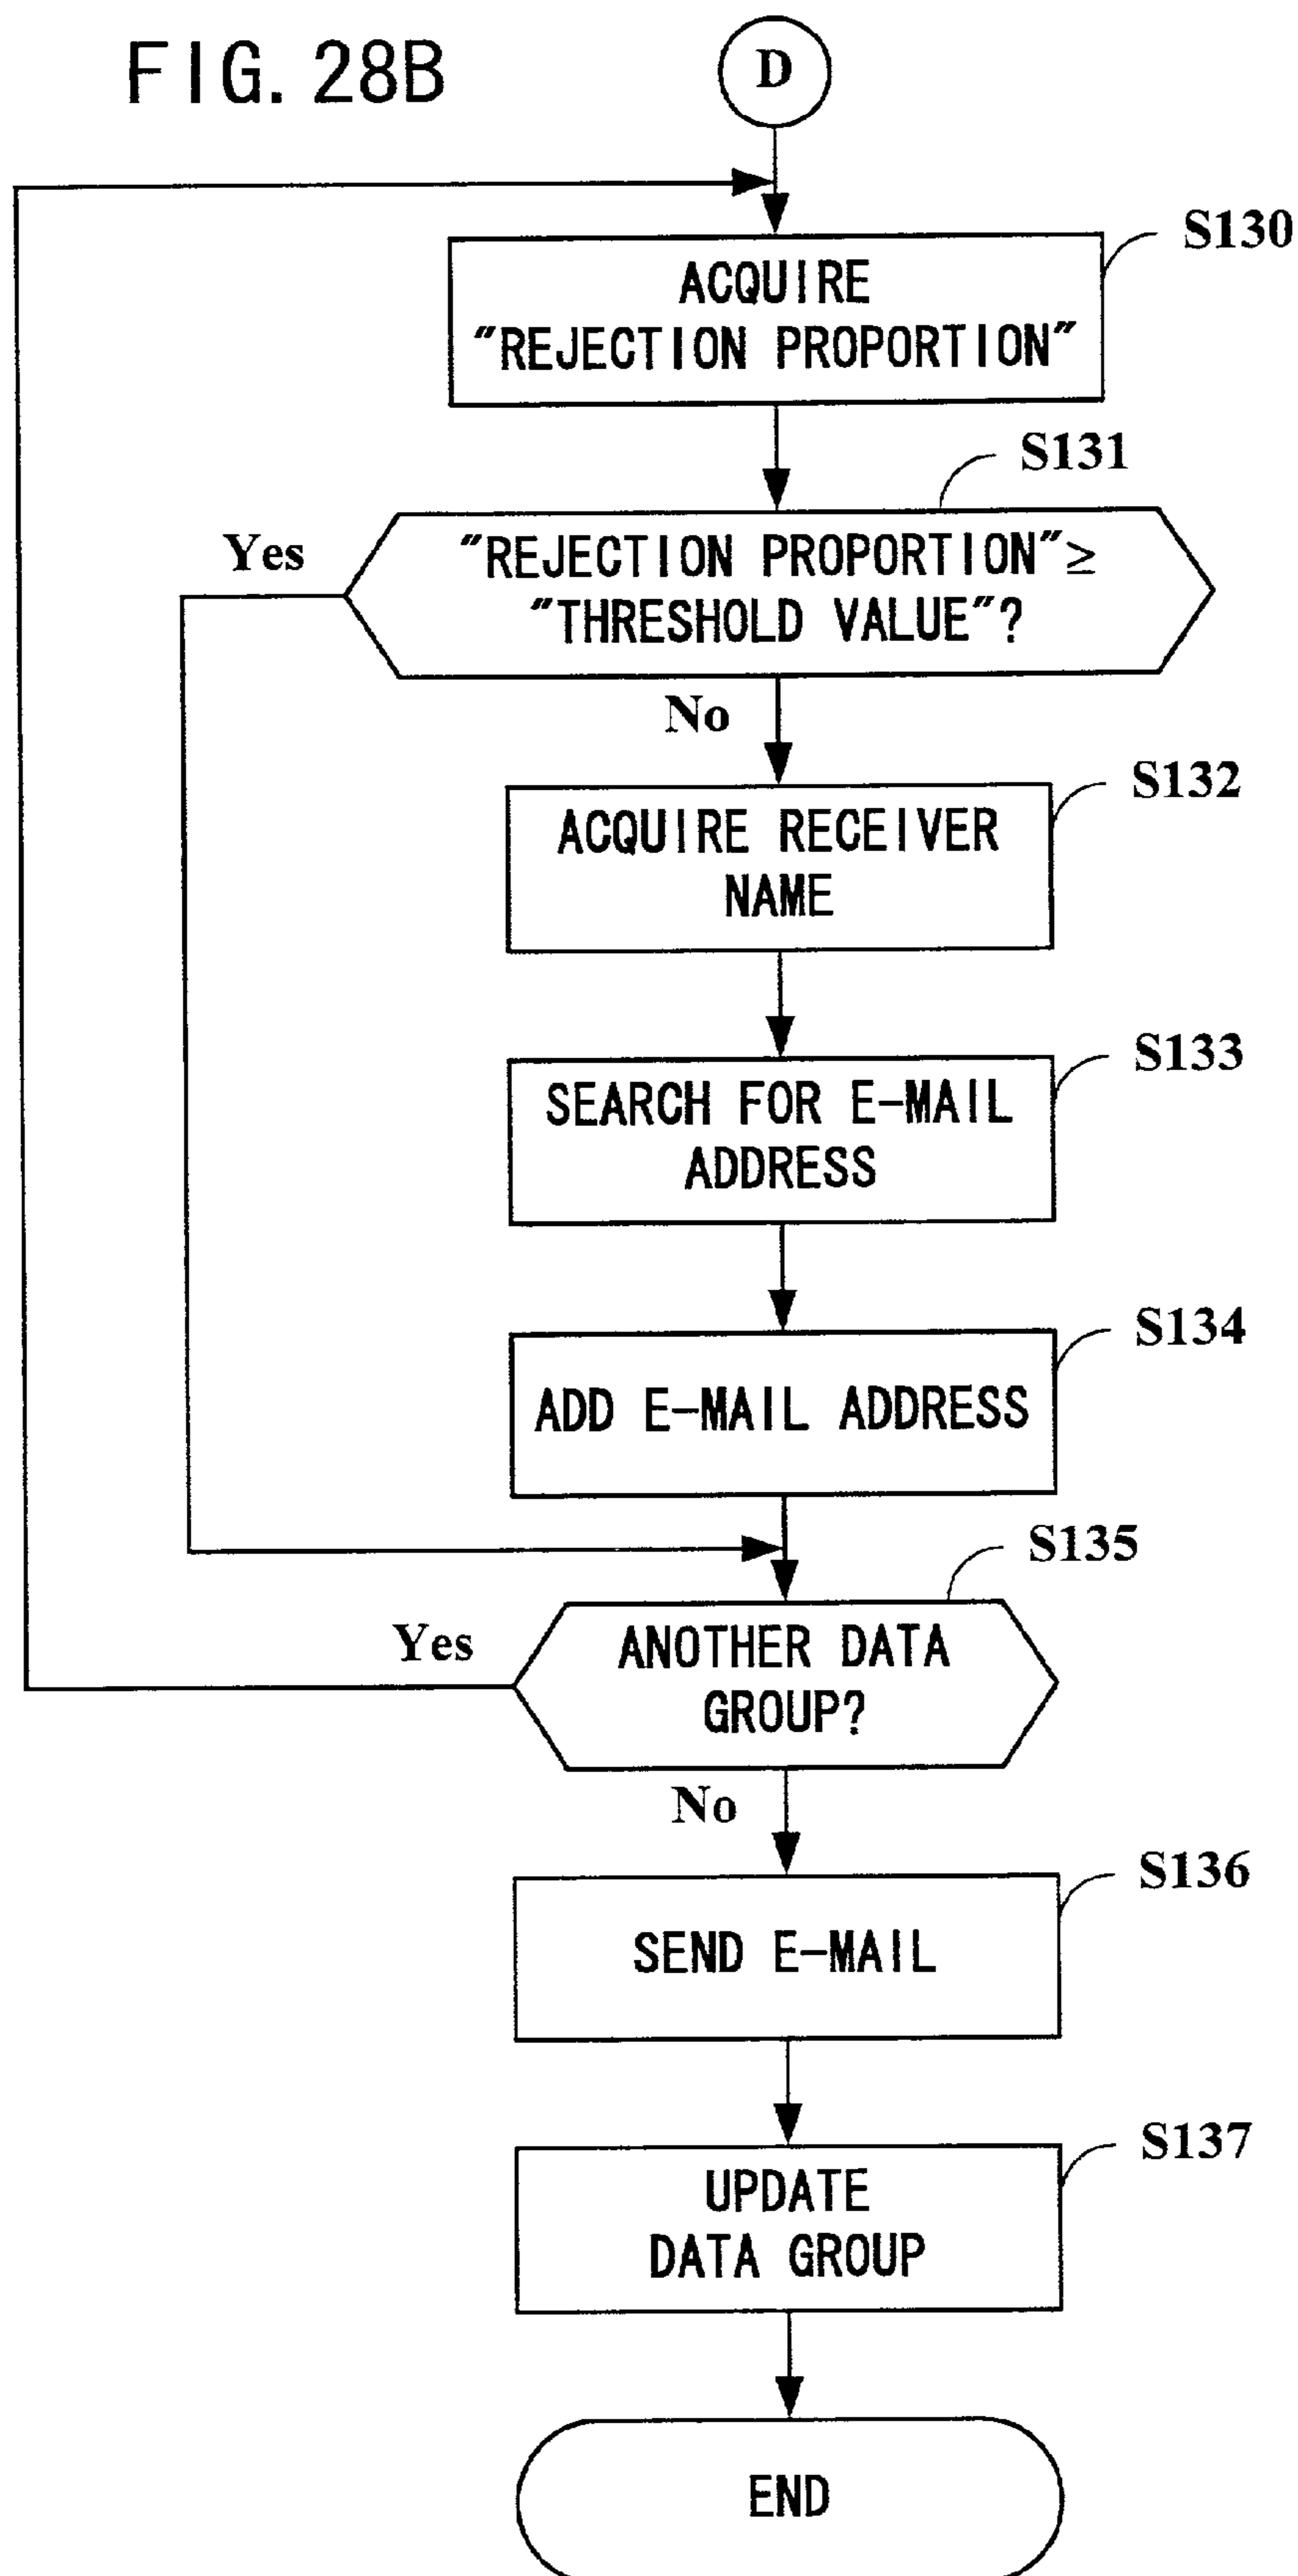 FIG. 28B
D
S130
ACQUIRE
"REJECTION PROPORTION"
S131
Yes
"REJECTION PROPORTION"≥
"THRESHOLD VALUE"?
No
S132
ACQUIRE RECEIVER
NAME
S133
SEARCH FOR E-MAIL
ADDRESS
S134
ADD E-MAIL ADDRESS
S135
Yes
ANOTHER DATA
GROUP?
No
S136
SEND E-MAIL
S137
UPDATE
DATA GROUP
END